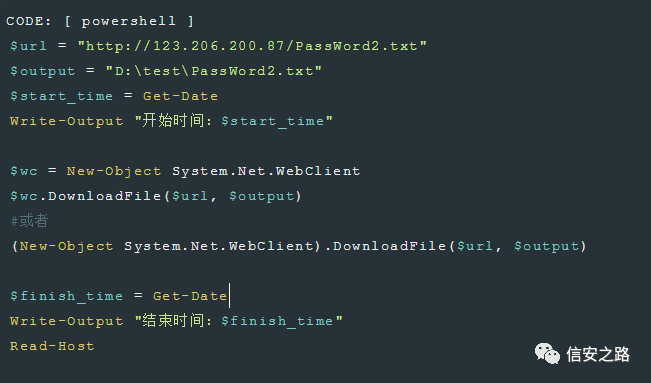 CODE: [ powershell ]
$url = "http://123.206.200.87/PassWord2.txt"
$output = "D:\test\PassWord2.txt"
$start_time = Get-Date
Write-Output "开始时间: $start_time"
$wc = New-Object System.Net.WebClient
$wc.DownloadFile($url, $output)
#或者
(New-Object System.Net.WebClient).DownloadFile($url, $output)
$finish_time = Get-Date
Write-Output "结束时间: $finish_time"
Read-Host
信安之路